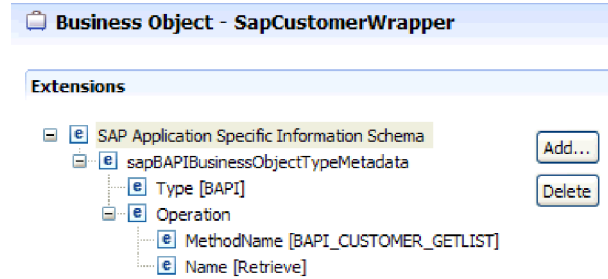 Business Object - SapCustomerWrapper
Extensions
SAP Application Specific Information Schema
Add...
sapBAPIBusinessObjectTypeMetadata
Type [BAPI]
Delete
Operation
MethodName [BAPI_CUSTOMER_GETLIST]
Name [Retrieve]